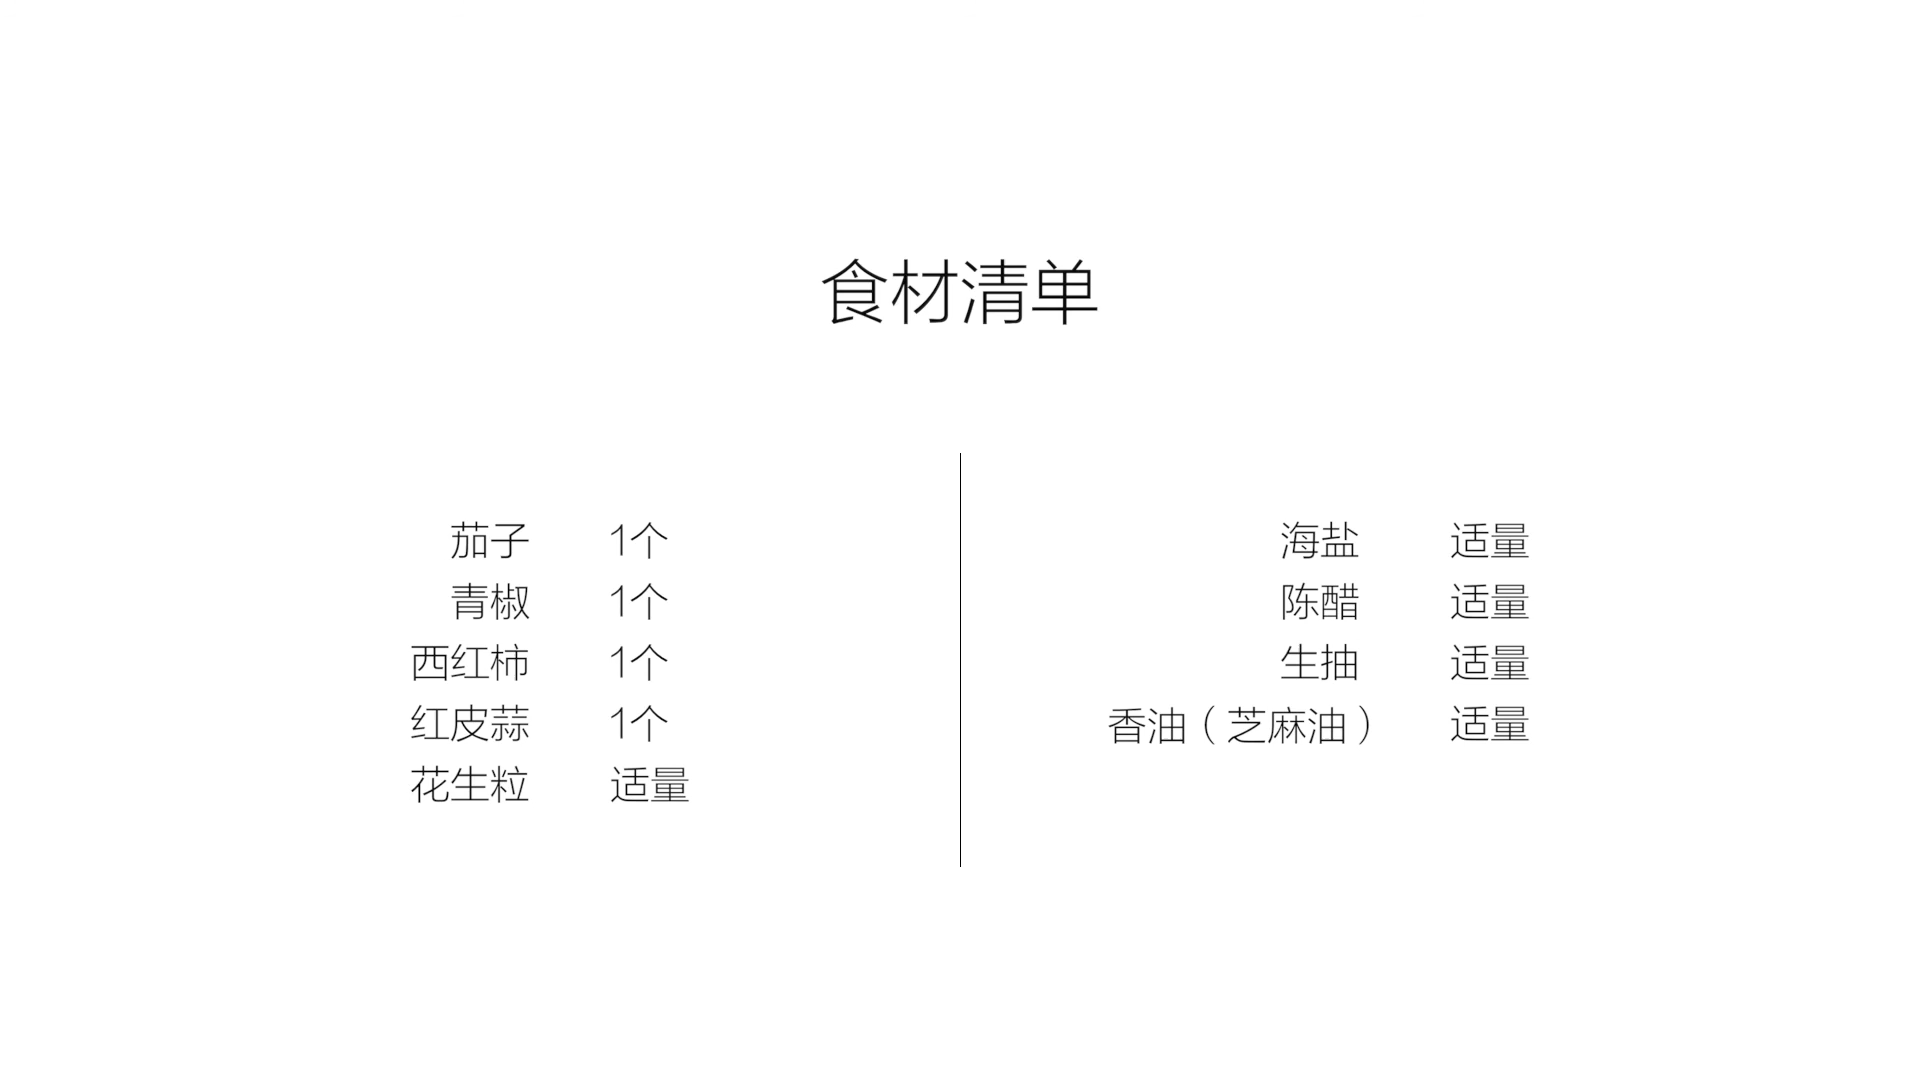 食材清单
茄子 1个
青椒 1个
西红柿 1个
红皮蒜 1个
花生粒 适量
海盐 适量
陈醋 适量
生抽 适量
香油（芝麻油） 适量